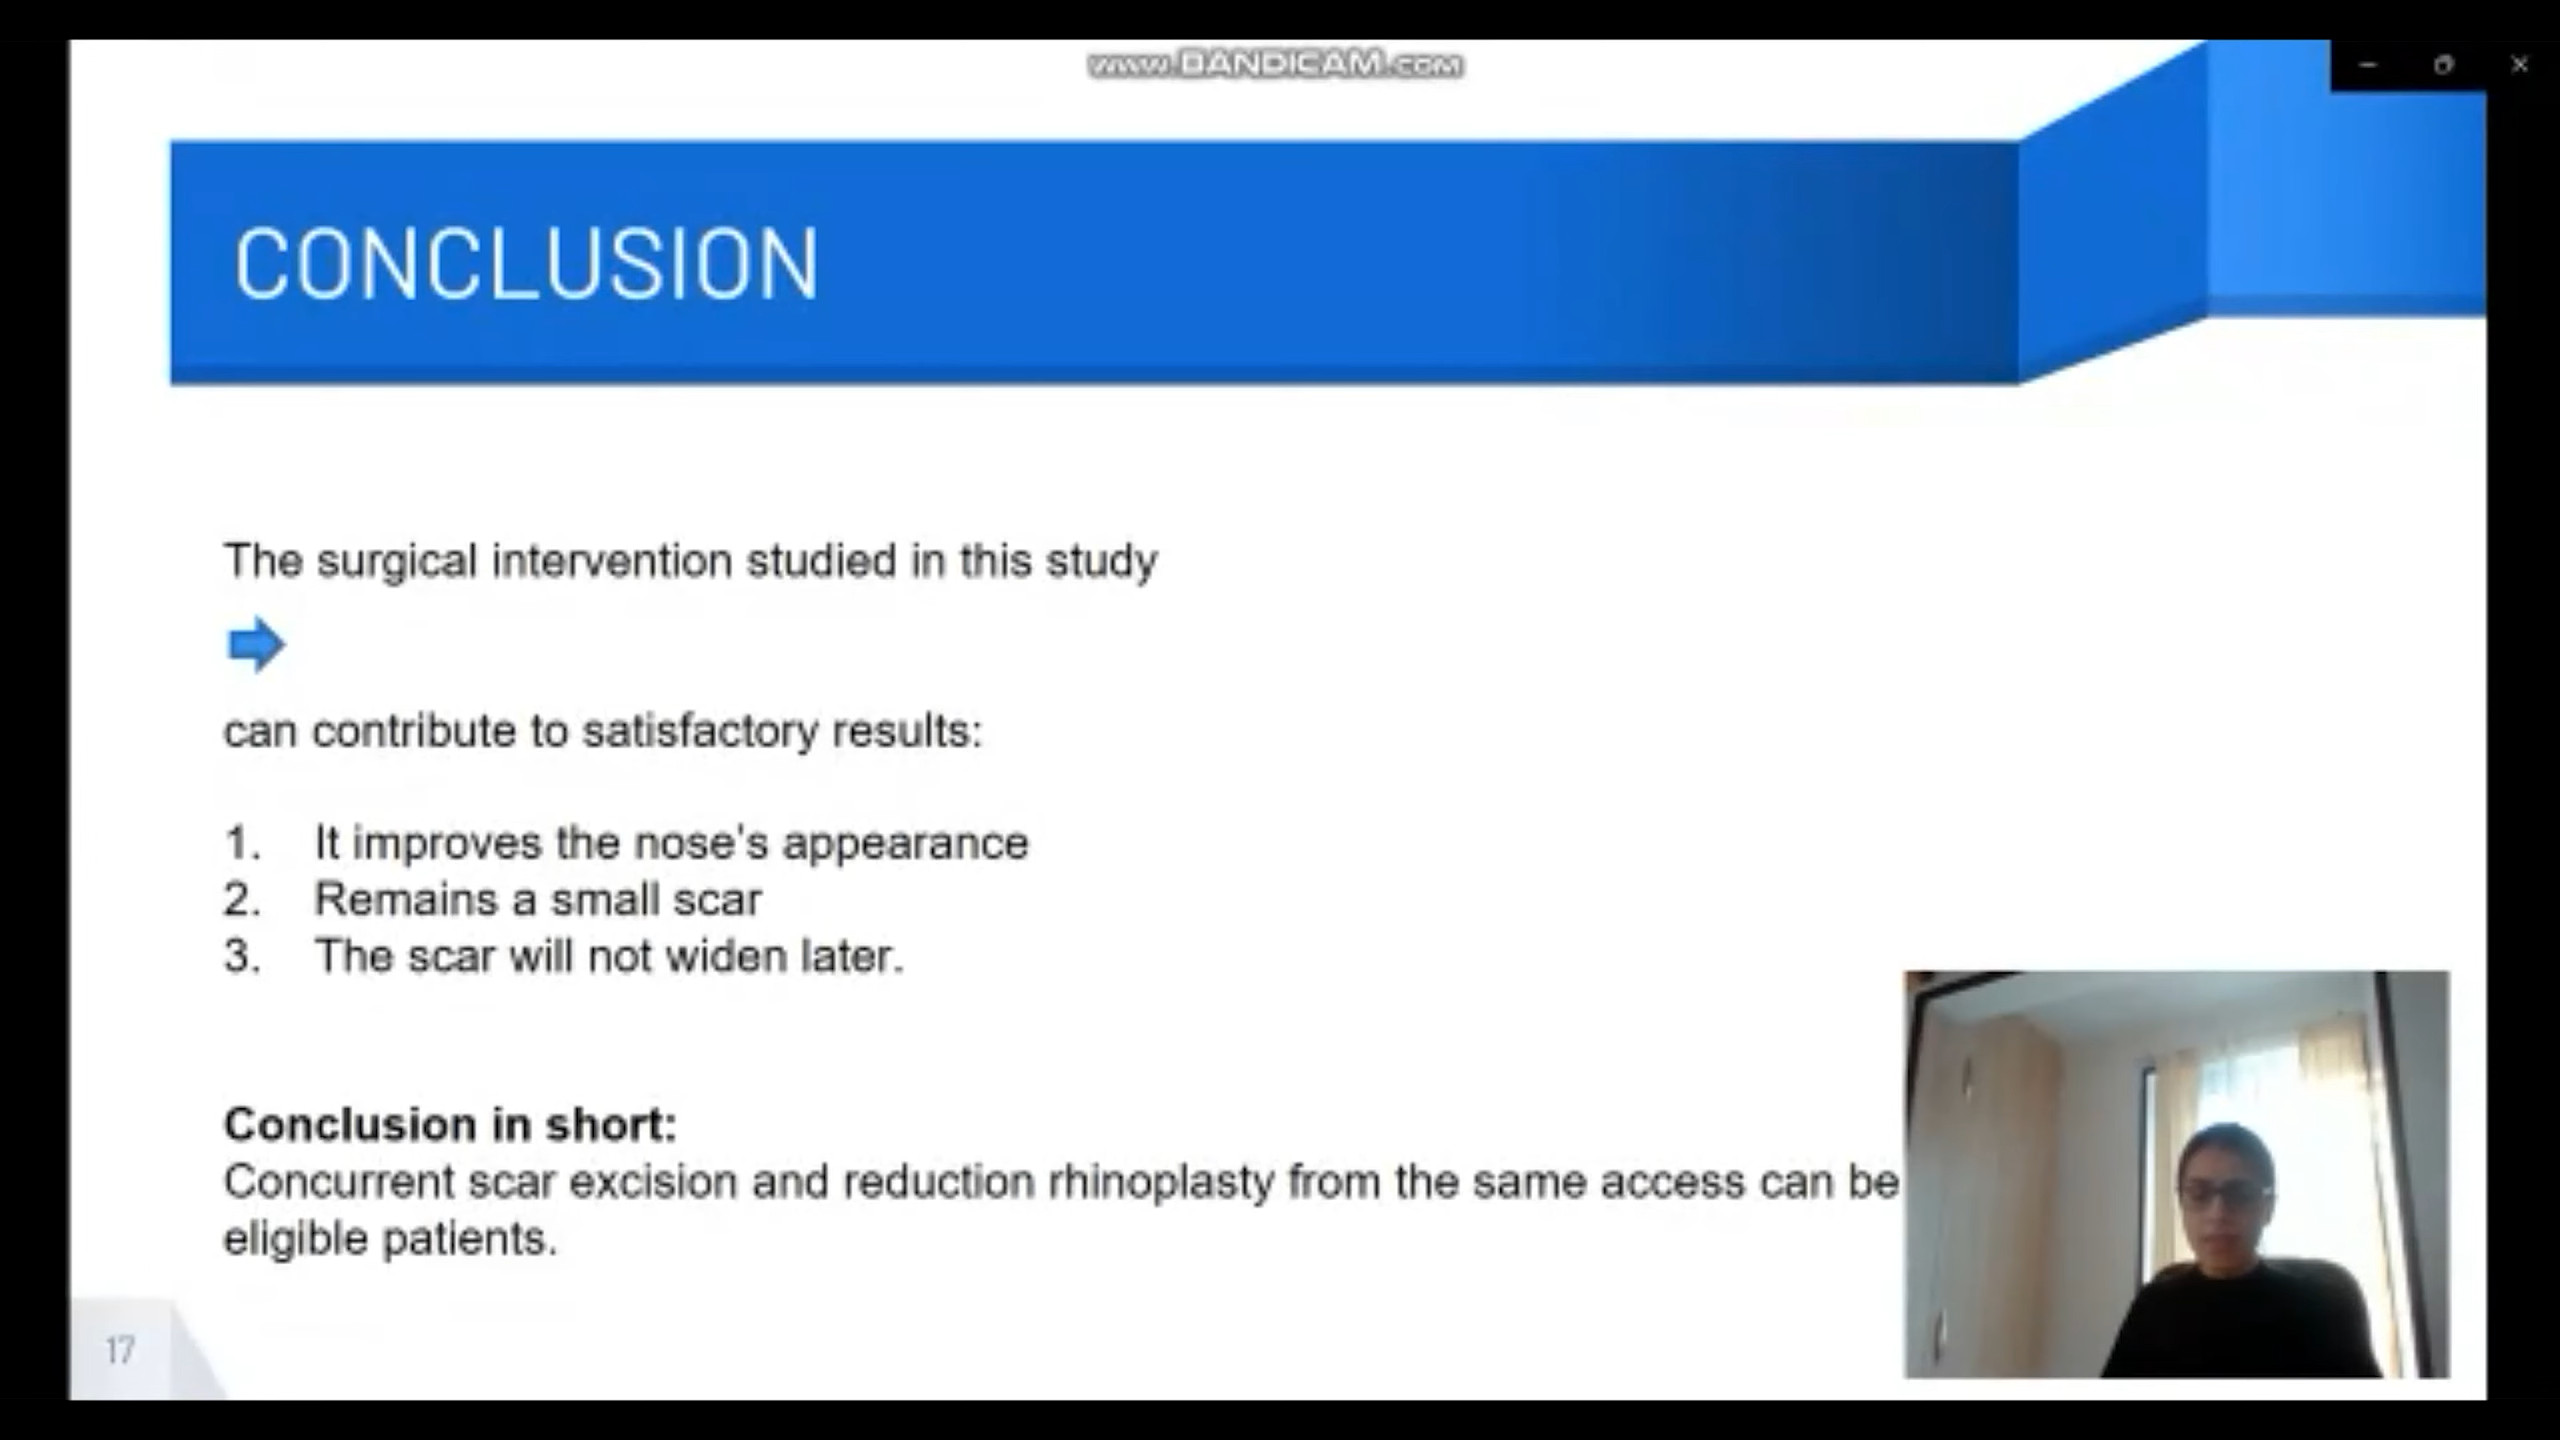 www.BANDICAM.com
CONCLUSION
The surgical intervention studied in this study
can contribute to satisfactory results:
1. It improves the nose's appearance
2. Remains a small scar
3. The scar will not widen later.
Conclusion in short:
Concurrent scar excision and reduction rhinoplasty from the same access can be
eligible patients.
17